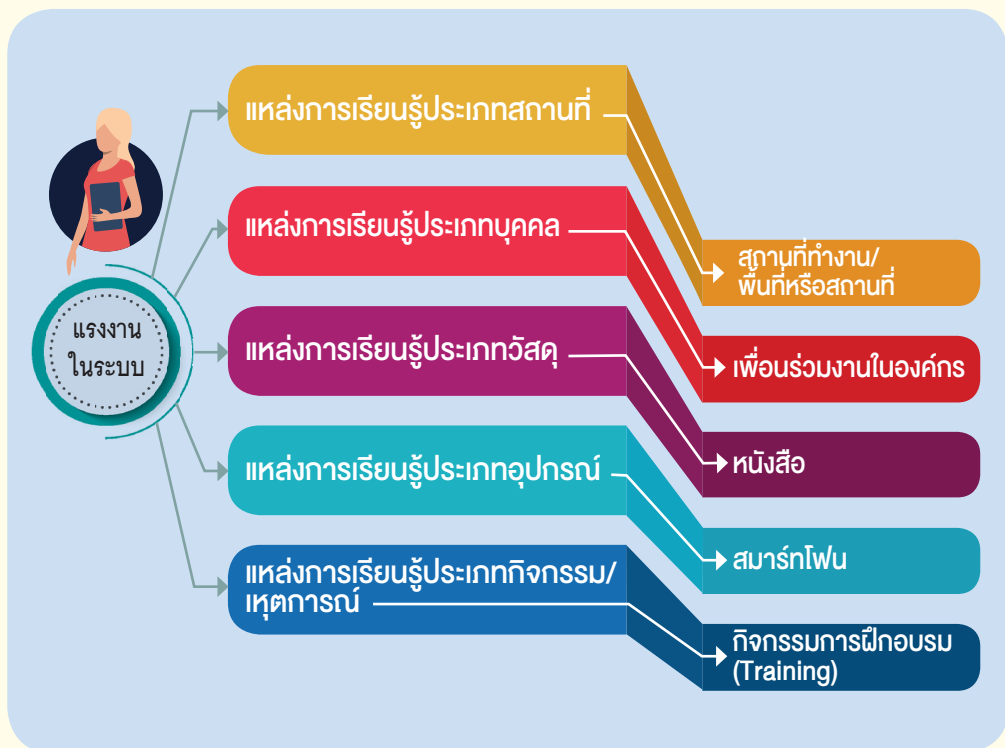 แรงงาน
ในระบบ
แหล่งการเรียนรู้ประเภทสถานที่
สถานที่ทำงาน/
พื้นที่หรือสถานที่
แหล่งการเรียนรู้ประเภทบุคคล
เพื่อนร่วมงานในองค์กร
แหล่งการเรียนรู้ประเภทวัสดุ
หนังสือ
แหล่งการเรียนรู้ประเภทอุปกรณ์
สมาร์ทโฟน
แหล่งการเรียนรู้ประเภทกิจกรรม/
เหตุการณ์
กิจกรรมการฝึกอบรม
(Training)